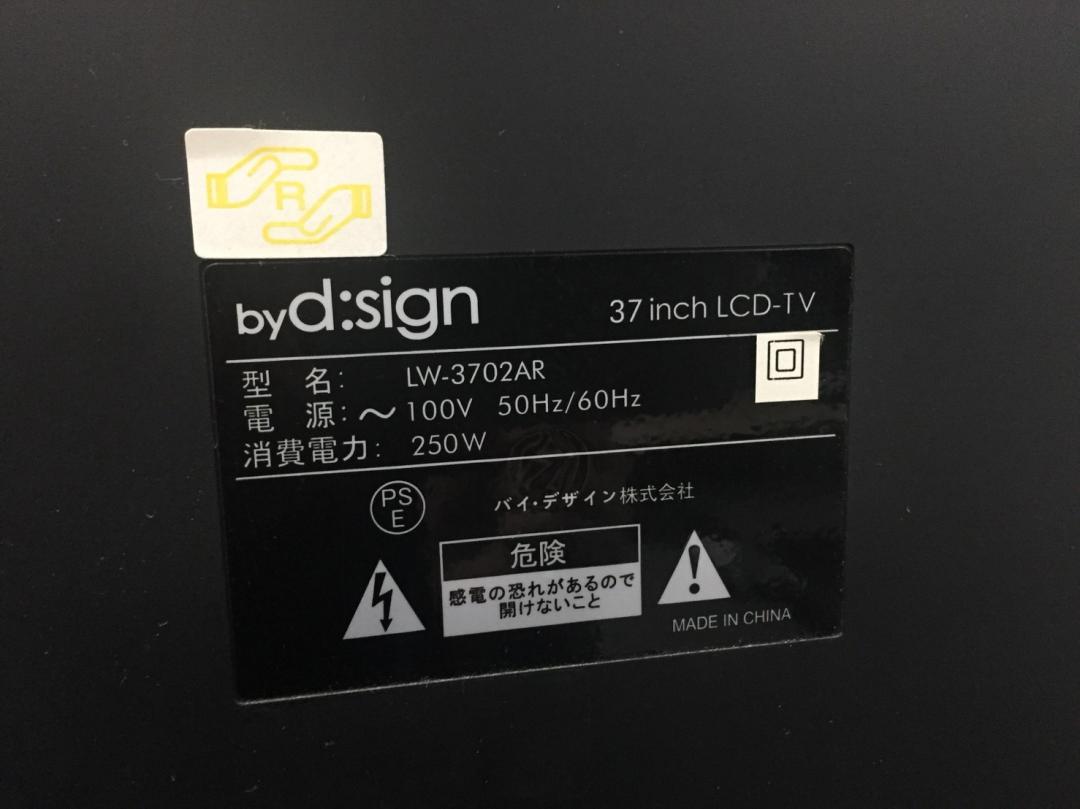 R
byd:sign
37 inch LCD-TV
型 名: LW-3702AR
電 源: ～100V 50Hz/60Hz
消費電力: 250W
PS
E
バイ・デザイン株式会社
危険
感電の恐れがあるので
開けないこと
MADE IN CHINA